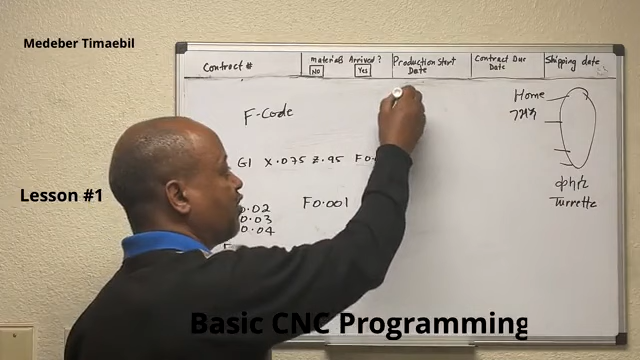 Medeber Timaebil
Contract #
Materials Arrived ?
NO
Yes
Production Start
Date
Contract Due
Date
Shipping date
Home
F-Code
G1 X.075 Z.95 F0.
Lesson #1
0.02
F0.001
0.03
0.04
Turrette
Basic CNC Programming